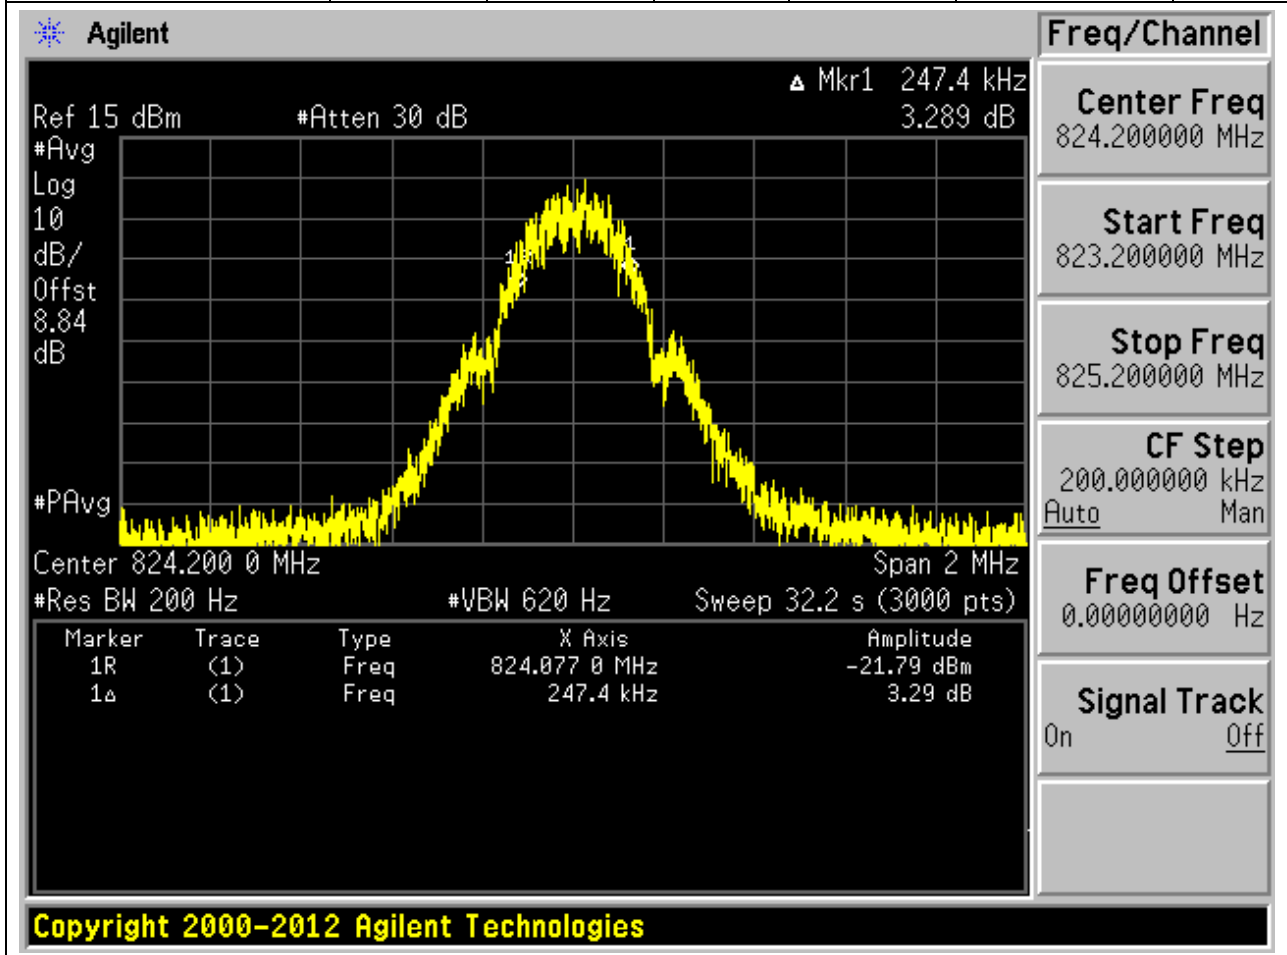 Agilent
Freq/Channel
Δ Mkr1 247.4 kHz
Ref 15 dBm #Atten 30 dB 3.289 dB
#Avg
Log
10
dB/
Offst
8.84
dB
#PAvg
1
1
Center 824.200 0 MHz Span 2 MHz
#Res BW 200 Hz #VBW 620 Hz Sweep 32.2 s (3000 pts)
Marker Trace Type X Axis Amplitude
1R (1) Freq 824.077 0 MHz -21.79 dBm
1Δ (1) Freq 247.4 kHz 3.29 dB
Center Freq
824.200000 MHz
Start Freq
823.200000 MHz
Stop Freq
825.200000 MHz
CF Step
200.000000 kHz
Auto Man
Freq Offset
0.00000000 Hz
Signal Track
On Off
Copyright 2000-2012 Agilent Technologies